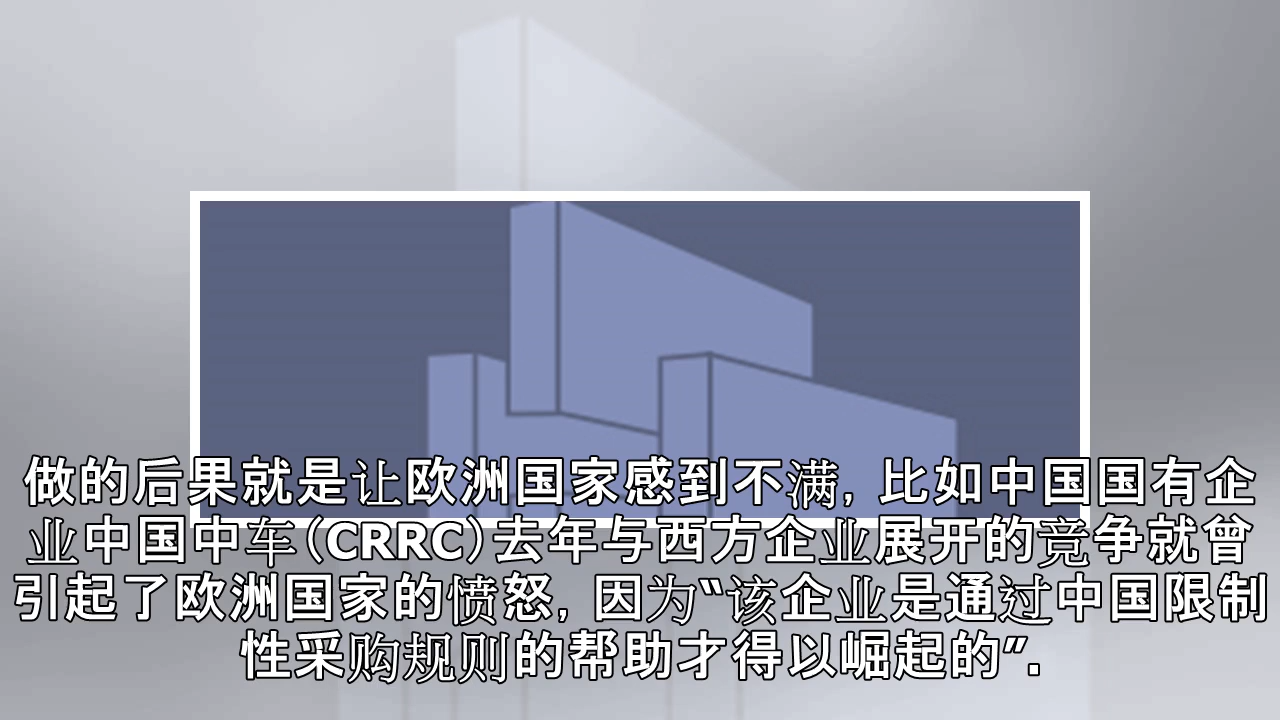 做的后果就是让欧洲国家感到不满, 比如中国国有企
业中国中车(CRRC)去年与西方企业展开的竞争就曾
引起了欧洲国家的愤怒, 因为“该企业是通过中国限制
性采购规则的帮助才得以崛起的”.